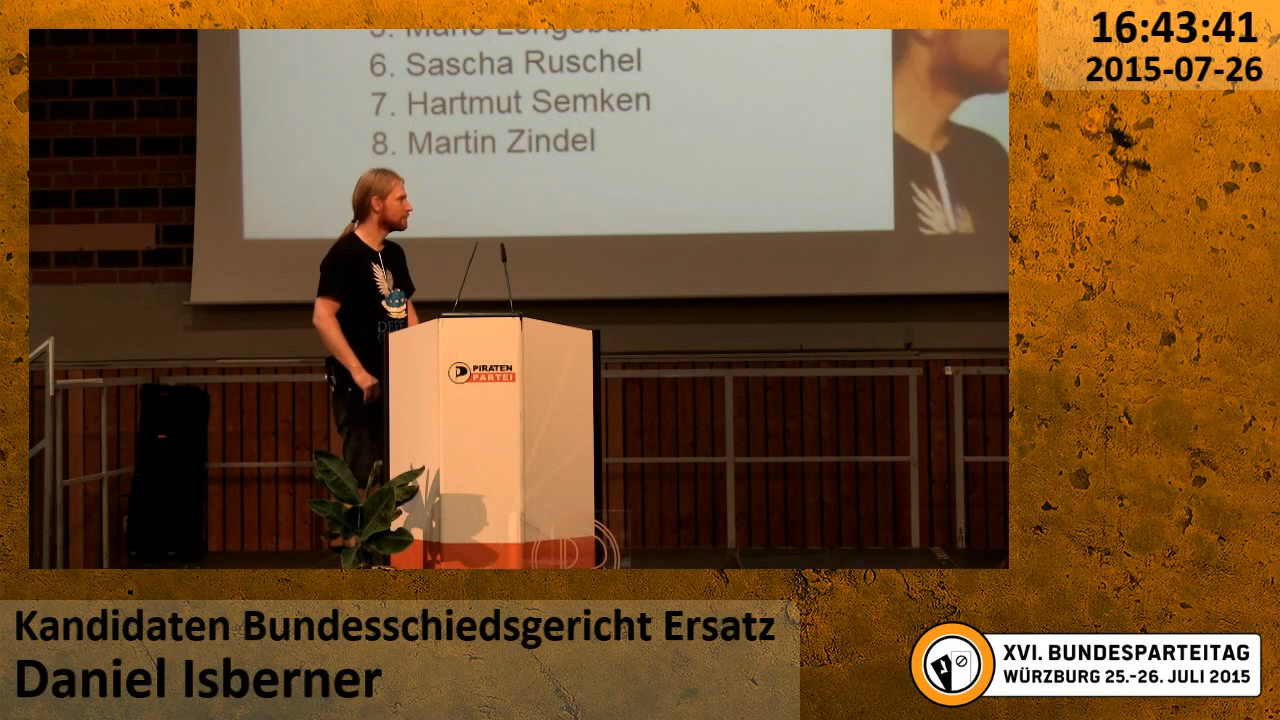 16:43:41
2015-07-26
6. Sascha Ruschel
7. Hartmut Semken
8. Martin Zindel
PIRATEN
PARTEI
Kandidaten Bundesschiedsgericht Ersatz
Daniel Isberner
XVI. BUNDESPARTEITAG
WÜRZBURG 25.-26. JULI 2015